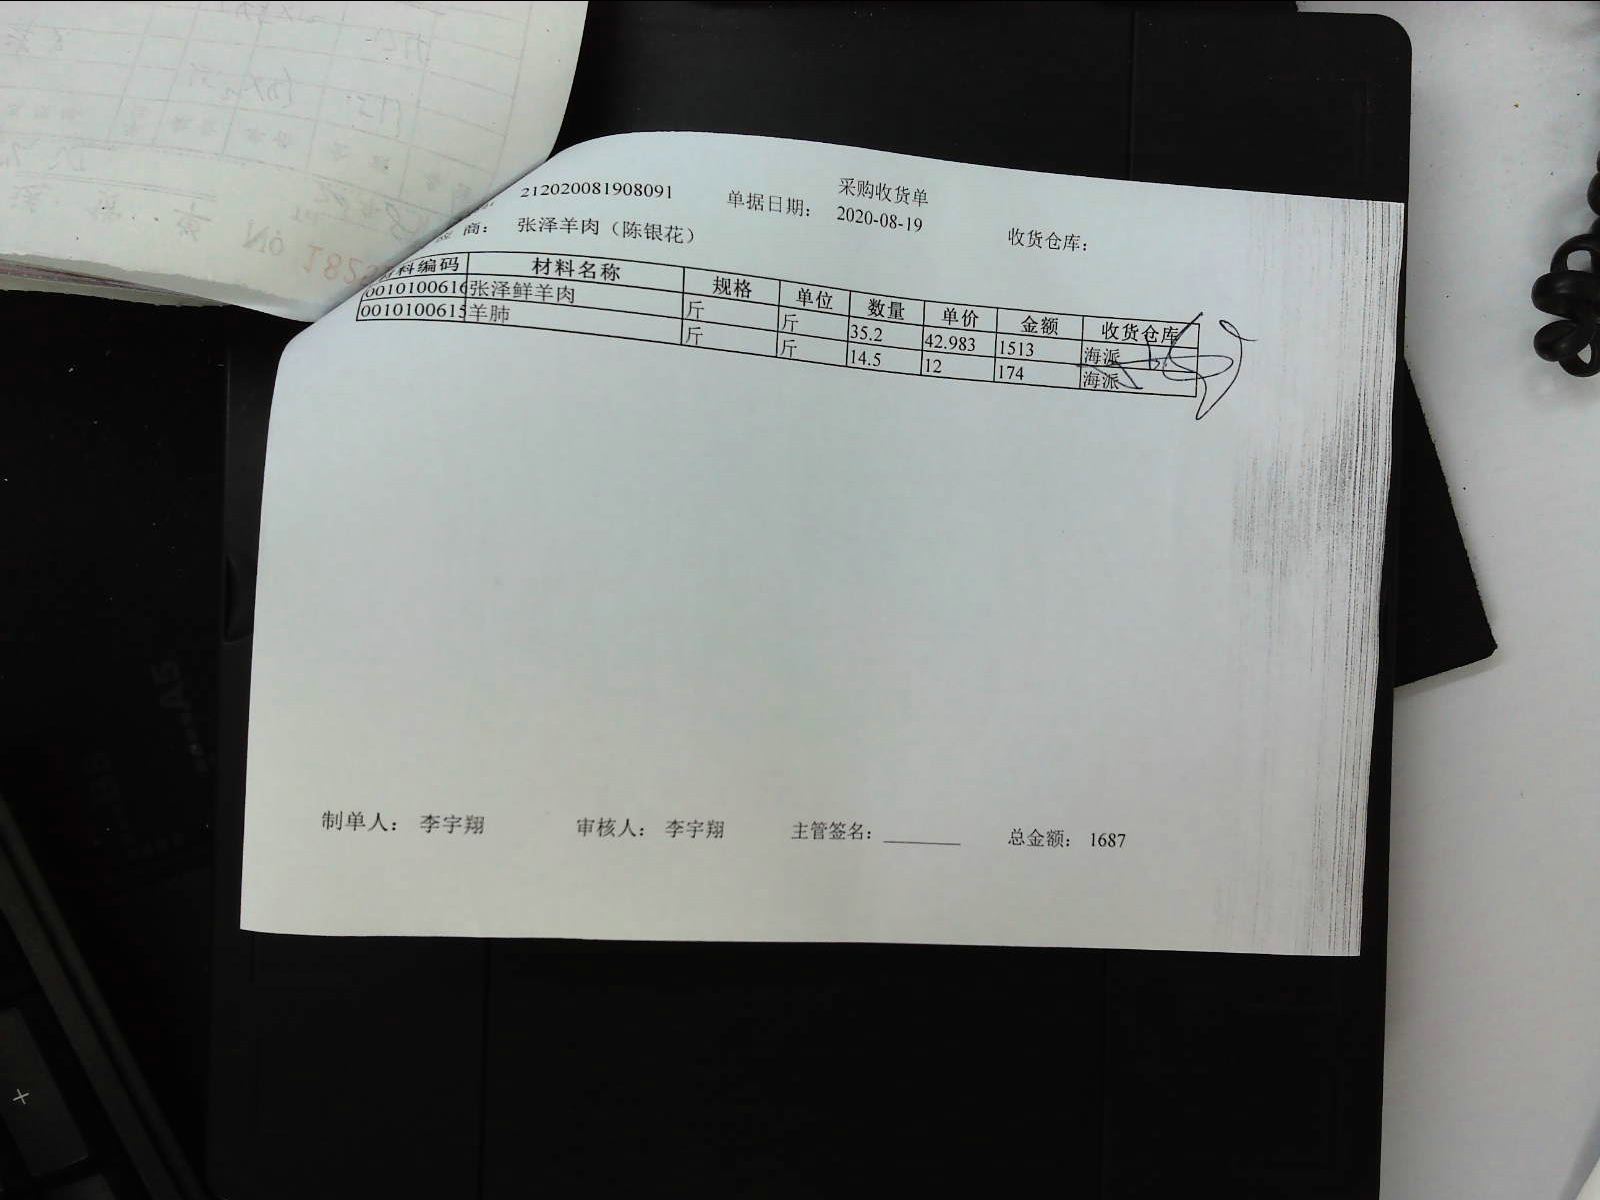 采购收货单
212020081908091 单据日期： 2020-08-19 收货仓库：
商： 张泽羊肉（陈银花）
料编码 材料名称 规格 单位 数量 单价 金额 收货仓库
0010100616 张泽鲜羊肉 斤 斤 35.2 42.983 1513 海派
0010100615 羊肺 斤 斤 14.5 12 174 海派
制单人： 李宇翔 审核人： 李宇翔 主管签名： 总金额： 1687